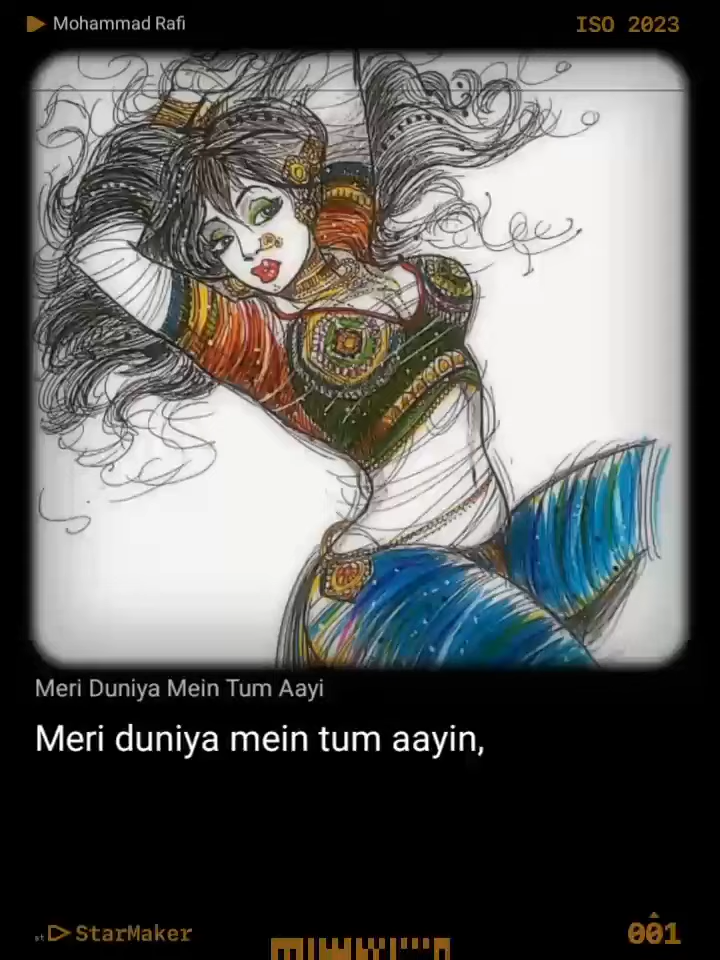 Mohammad Rafi
ISO 2023
Meri Duniya Mein Tum Aayi
Meri duniya mein tum aayin,
StarMaker
001